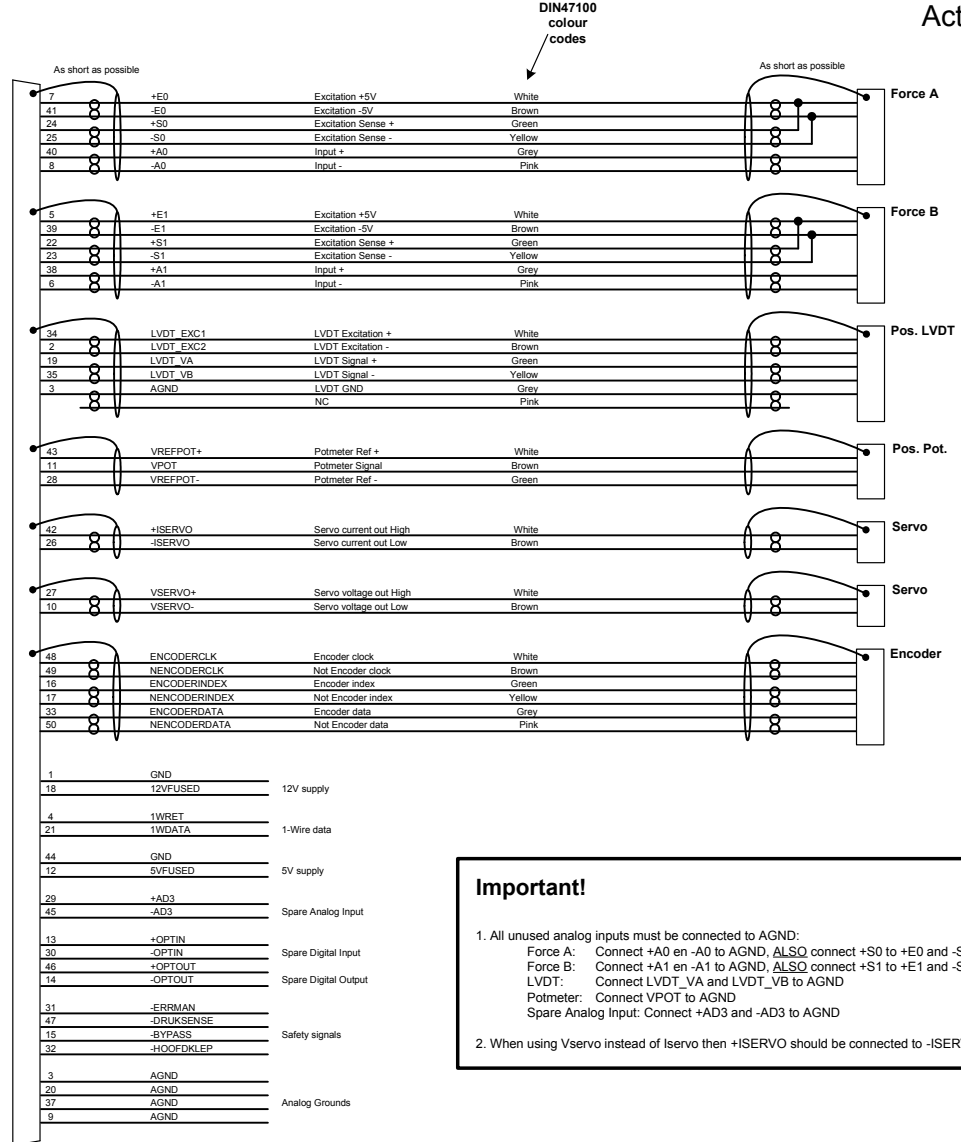 DIN47100
colour
codes
Act
As short as possible
As short as possible
7 +E0 Excitation +5V White
41 -E0 Excitation -5V Brown
24 +S0 Excitation Sense + Green
25 -S0 Excitation Sense - Yellow
40 +A0 Input + Grey
8 -A0 Input - Pink
Force A
5 +E1 Excitation +5V White
39 -E1 Excitation -5V Brown
22 +S1 Excitation Sense + Green
23 -S1 Excitation Sense - Yellow
38 +A1 Input + Grey
6 -A1 Input - Pink
Force B
34 LVDT_EXC1 LVDT Excitation + White
2 LVDT_EXC2 LVDT Excitation - Brown
19 LVDT_VA LVDT Signal + Green
35 LVDT_VB LVDT Signal - Yellow
3 AGND LVDT GND Grey
NC Pink
Pos. LVDT
43 VREFPOT+ Potmeter Ref + White
11 VPOT Potmeter Signal Brown
28 VREFPOT- Potmeter Ref - Green
Pos. Pot.
42 +ISERVO Servo current out High White
26 -ISERVO Servo current out Low Brown
Servo
27 VSERVO+ Servo voltage out High White
10 VSERVO- Servo voltage out Low Brown
Servo
48 ENCODERCLK Encoder clock White
49 NENCODERCLK Not Encoder clock Brown
16 ENCODERINDEX Encoder index Green
17 NENCODERINDEX Not Encoder index Yellow
33 ENCODERDATA Encoder data Grey
50 NENCODERDATA Not Encoder data Pink
Encoder
1 GND
18 12VFUSED 12V supply
4 1WRET
21 1WDATA 1-Wire data
44 GND
12 5VFUSED 5V supply
29 +AD3
45 -AD3 Spare Analog Input
13 +OPTIN
30 -OPTIN Spare Digital Input
46 +OPTOUT
14 -OPTOUT Spare Digital Output
31 -ERRMAN
47 -DRUKSENSE
15 -BYPASS Safety signals
32 -HOOFDKLEP
3 AGND
20 AGND
37 AGND Analog Grounds
9 AGND
Important!
1. All unused analog inputs must be connected to AGND:
Force A: Connect +A0 en -A0 to AGND, ALSO connect +S0 to +E0 and -S
Force B: Connect +A1 en -A1 to AGND, ALSO connect +S1 to +E1 and -S
LVDT: Connect LVDT_VA and LVDT_VB to AGND
Potmeter: Connect VPOT to AGND
Spare Analog Input: Connect +AD3 and -AD3 to AGND
2. When using Vservo instead of Iservo then +ISERVO should be connected to -ISER